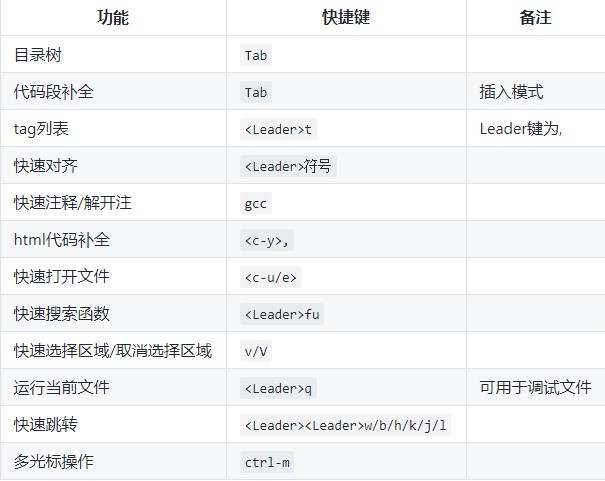 功能 快捷键 备注
目录树 Tab
代码段补全 Tab 插入模式
tag列表 <Leader>t Leader键为,
快速对齐 <Leader>符号
快速注释/解开注 gcc
html代码补全 <c-y>,
快速打开文件 <c-u/e>
快速搜索函数 <Leader>fu
快速选择区域/取消选择区域 v/V
运行当前文件 <Leader>q 可用于调试文件
快速跳转 <Leader><Leader>w/b/h/k/j/l
多光标操作 ctrl-m